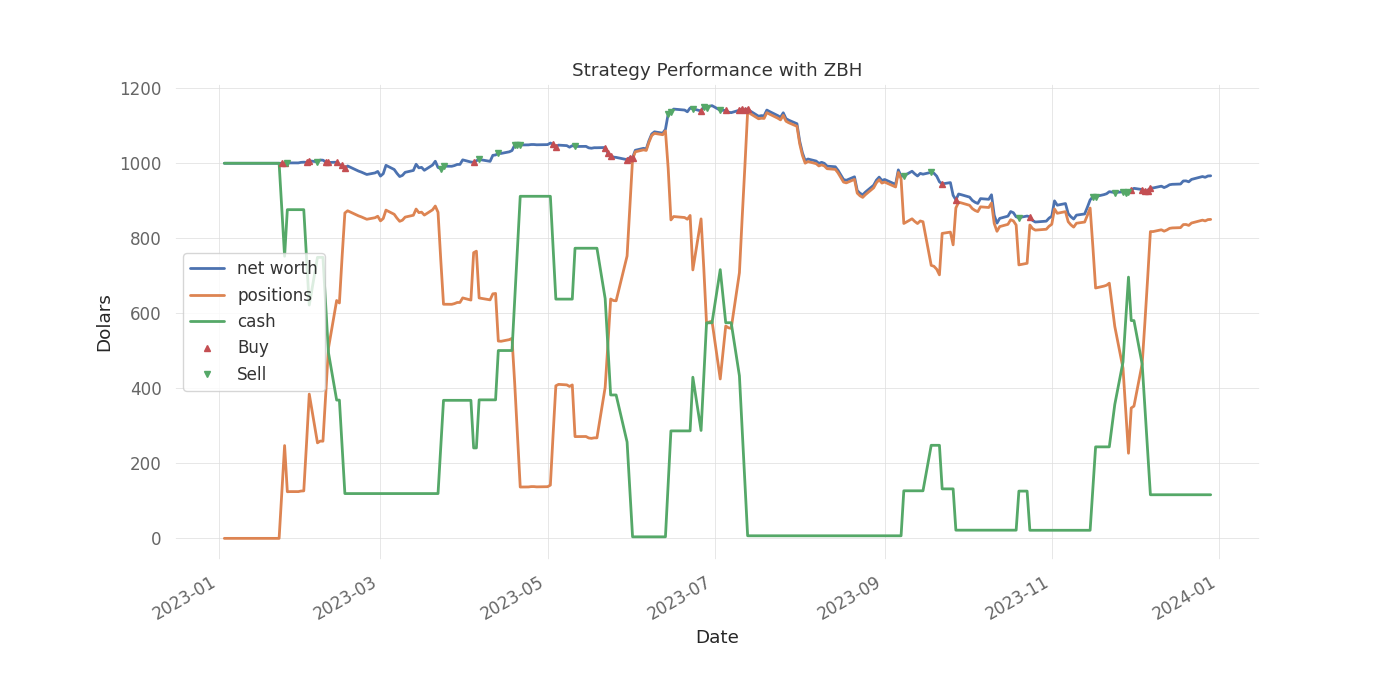 Strategy Performance with ZBH
1200
1000
800
600
400
200
0
Dolars
net worth
positions
cash
Buy
Sell
2023-01
2023-03
2023-05
2023-07
2023-09
2023-11
2024-01
Date